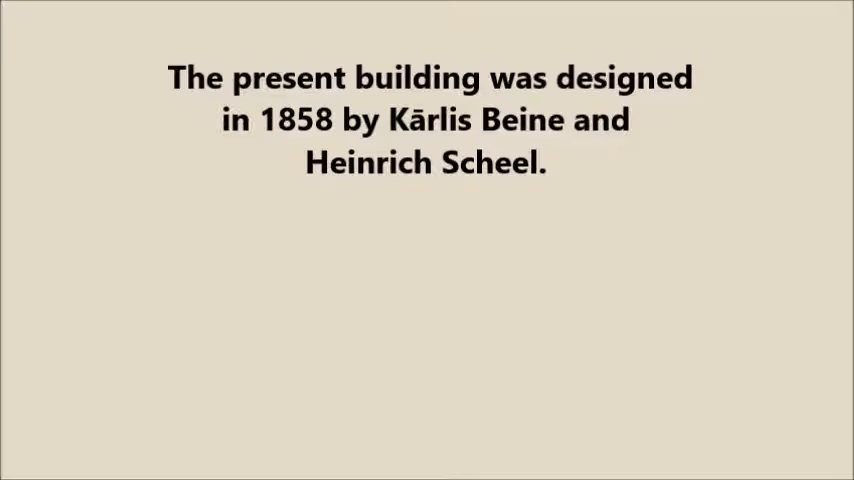 The present building was designed
in 1858 by Kārlis Beine and
Heinrich Scheel.